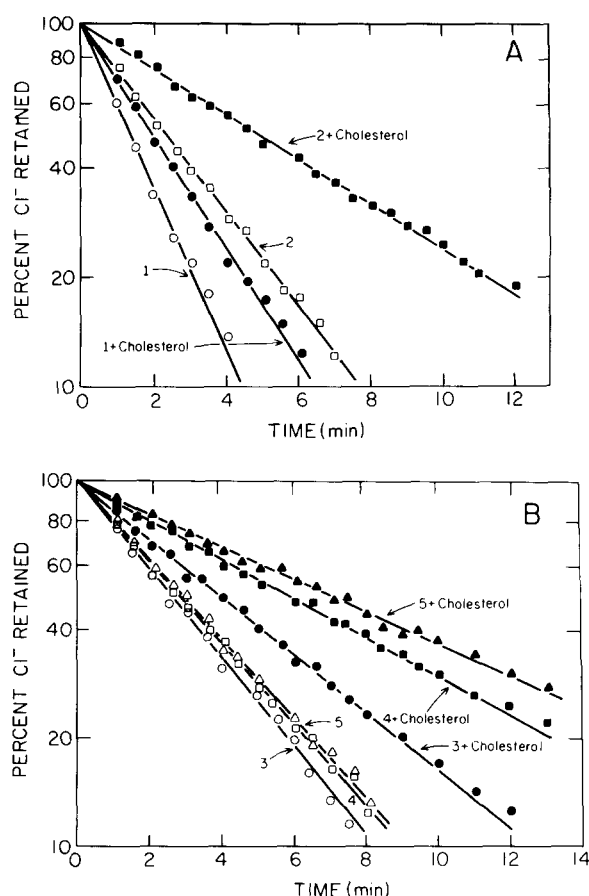 A
PERCENT Cl⁻ RETAINED
100
80
60
40
20
10
2+Cholesterol
2
1
1+Cholesterol
0
2
4
6
8
10
12
TIME (min)
B
PERCENT Cl⁻ RETAINED
100
80
60
40
20
10
5+Cholesterol
4+Cholesterol
3+Cholesterol
5
3
4
0
2
4
6
8
10
12
14
TIME (min)